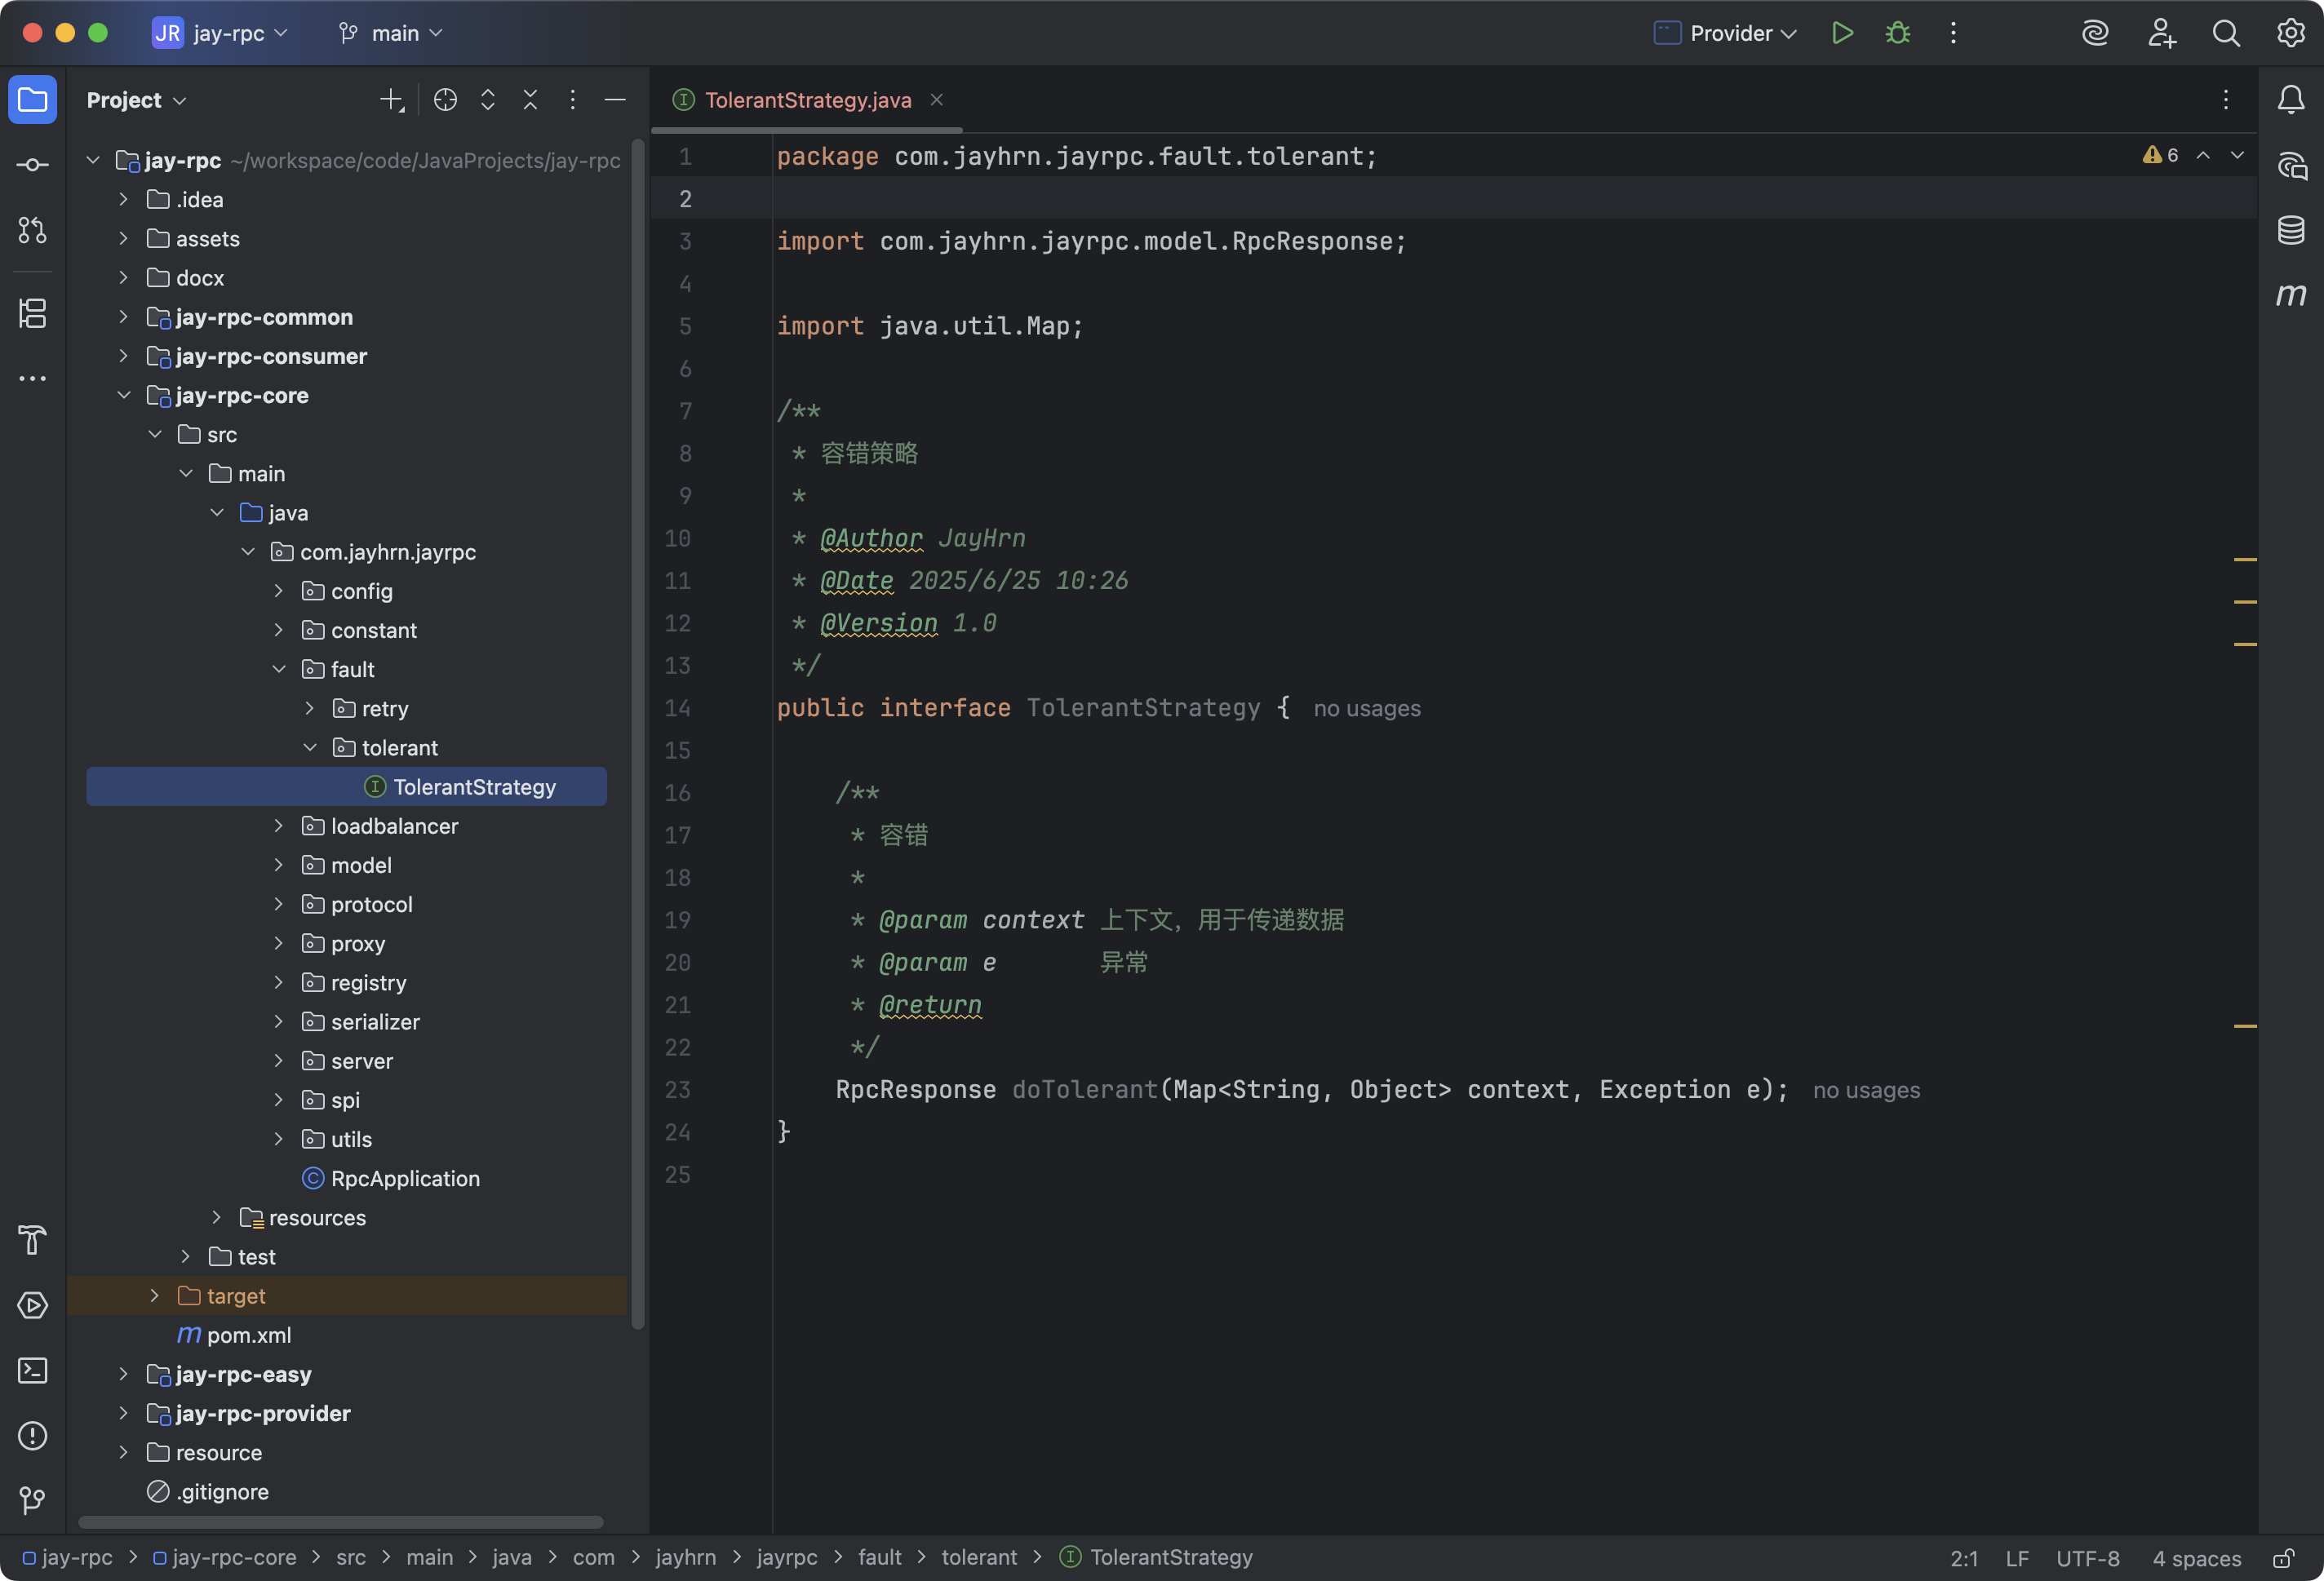 JR jay-rpc main Provider
Project
TolerantStrategy.java
jay-rpc ~/workspace/code/JavaProjects/jay-rpc
.idea
assets
docx
jay-rpc-common
jay-rpc-consumer
jay-rpc-core
src
main
java
com.jayhrn.jayrpc
config
constant
fault
retry
tolerant
TolerantStrategy
loadbalancer
model
protocol
proxy
registry
serializer
server
spi
utils
RpcApplication
resources
test
target
pom.xml
jay-rpc-easy
jay-rpc-provider
resource
.gitignore
1 package com.jayhrn.jayrpc.fault.tolerant;
6
2
3 import com.jayhrn.jayrpc.model.RpcResponse;
4
5 import java.util.Map;
6
7 /**
8 * 容错策略
9 *
10 * @Author JayHrn
11 * @Date 2025/6/25 10:26
12 * @Version 1.0
13 */
14 public interface TolerantStrategy { no usages
15
16 /**
17 * 容错
18 *
19 * @param context 上下文，用于传递数据
20 * @param e 异常
21 * @return
22 */
23 RpcResponse doTolerant(Map<String, Object> context, Exception e); no usages
24 }
25
jay-rpc > jay-rpc-core > src > main > java > com > jayhrn > jayrpc > fault > tolerant > TolerantStrategy
2:1 LF UTF-8 4 spaces